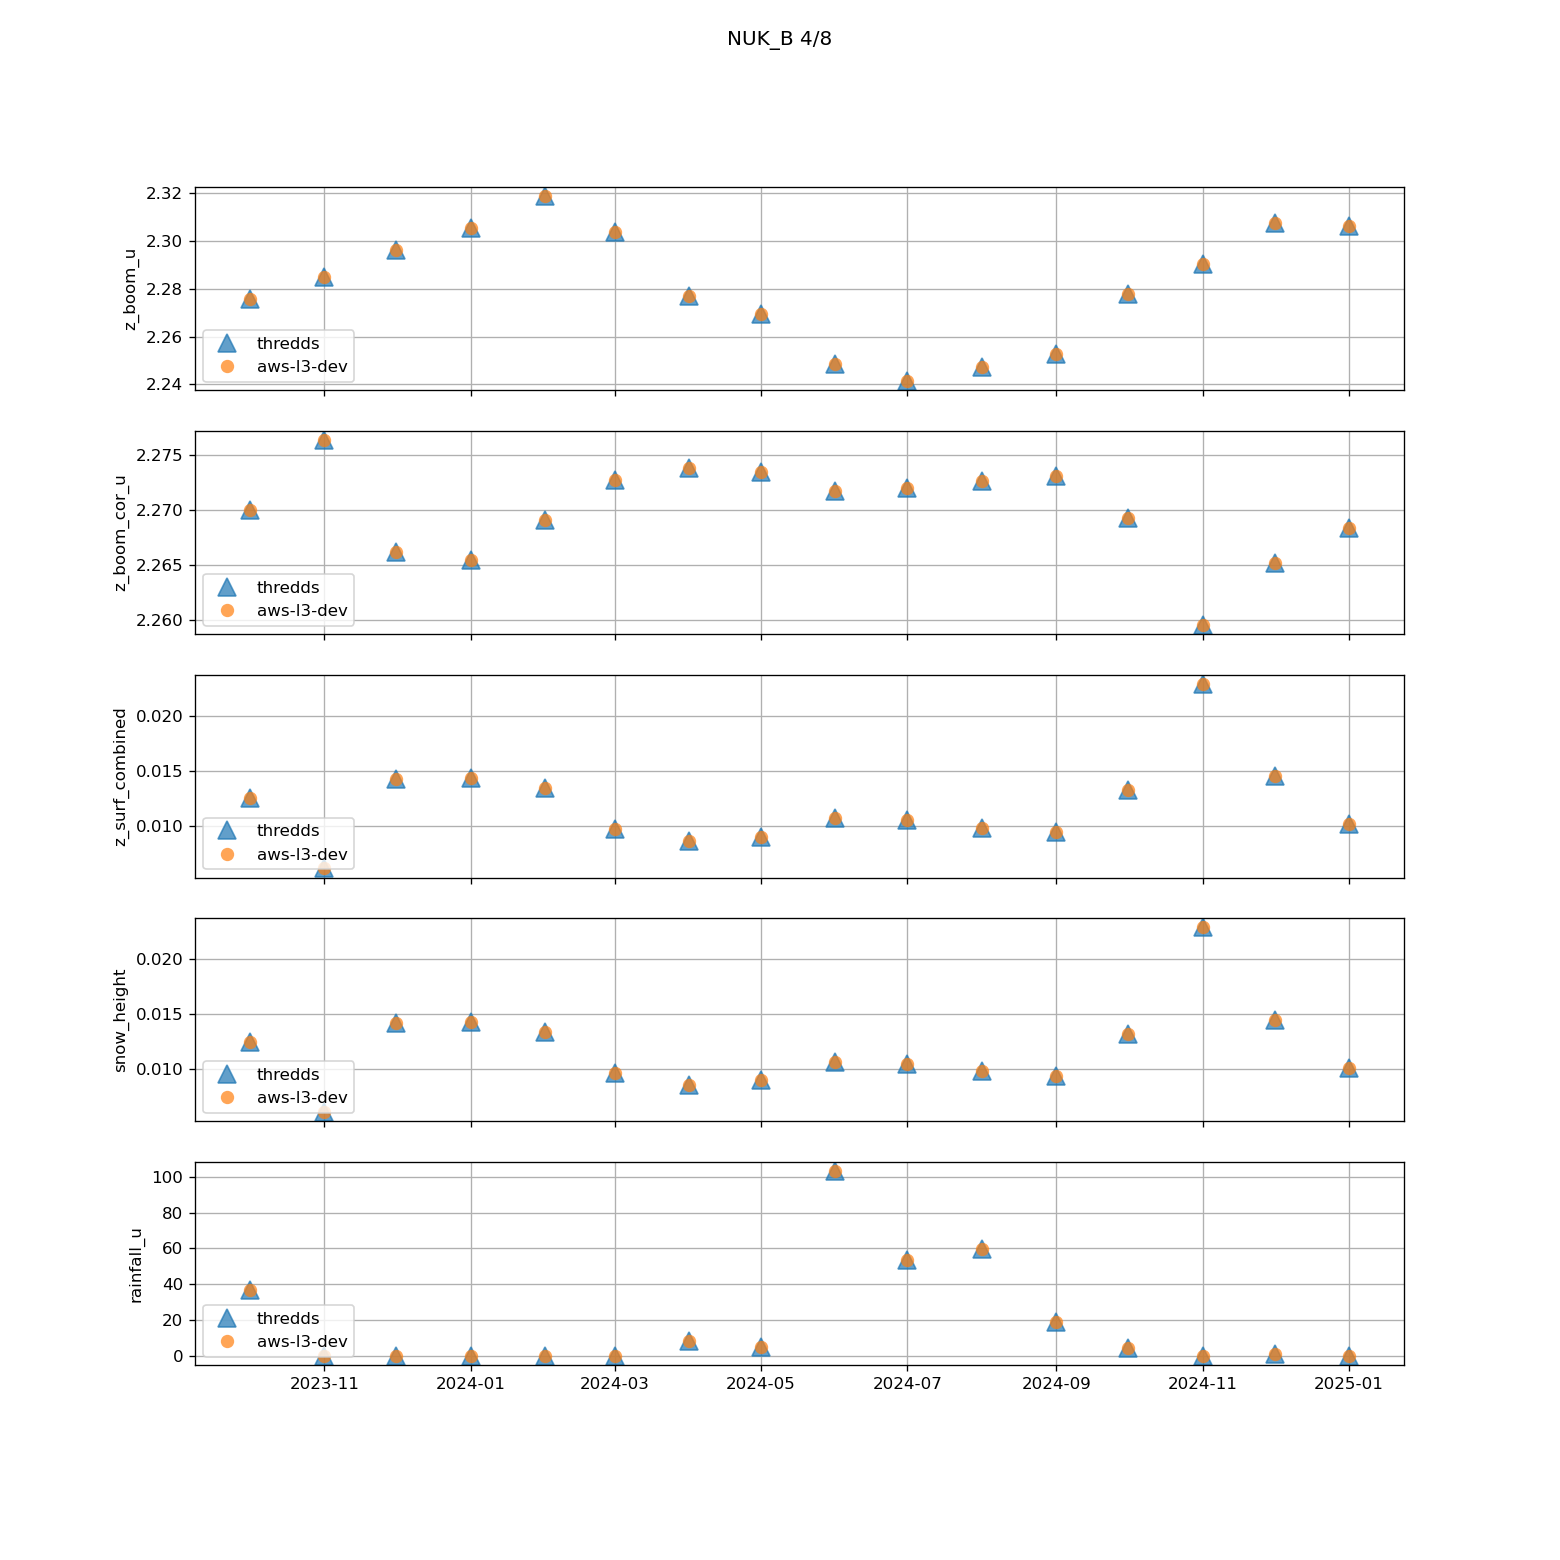 NUK_B 4/8
z_boom_u
2.32
2.30
2.28
2.26
2.24
thredds
aws-l3-dev
z_boom_cor_u
2.275
2.270
2.265
2.260
thredds
aws-l3-dev
z_surf_combined
0.020
0.015
0.010
thredds
aws-l3-dev
snow_height
0.020
0.015
0.010
thredds
aws-l3-dev
rainfall_u
100
80
60
40
20
0
thredds
aws-l3-dev
2023-11 2024-01 2024-03 2024-05 2024-07 2024-09 2024-11 2025-01